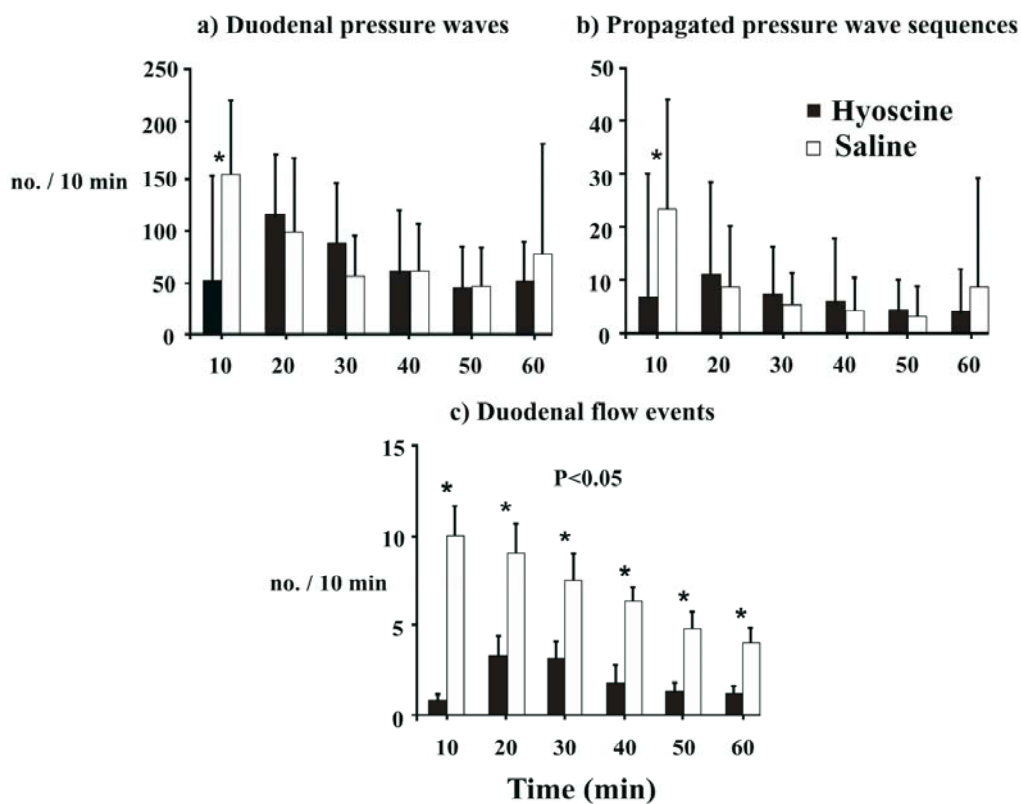 a) Duodenal pressure waves
250
200
150
100
50
0
no. / 10 min
*
10 20 30 40 50 60
b) Propagated pressure wave sequences
50
40
30
20
10
0
*
Hyoscine
Saline
10 20 30 40 50 60
c) Duodenal flow events
15
10
5
0
no. / 10 min
P<0.05
* * * * * *
10 20 30 40 50 60
Time (min)